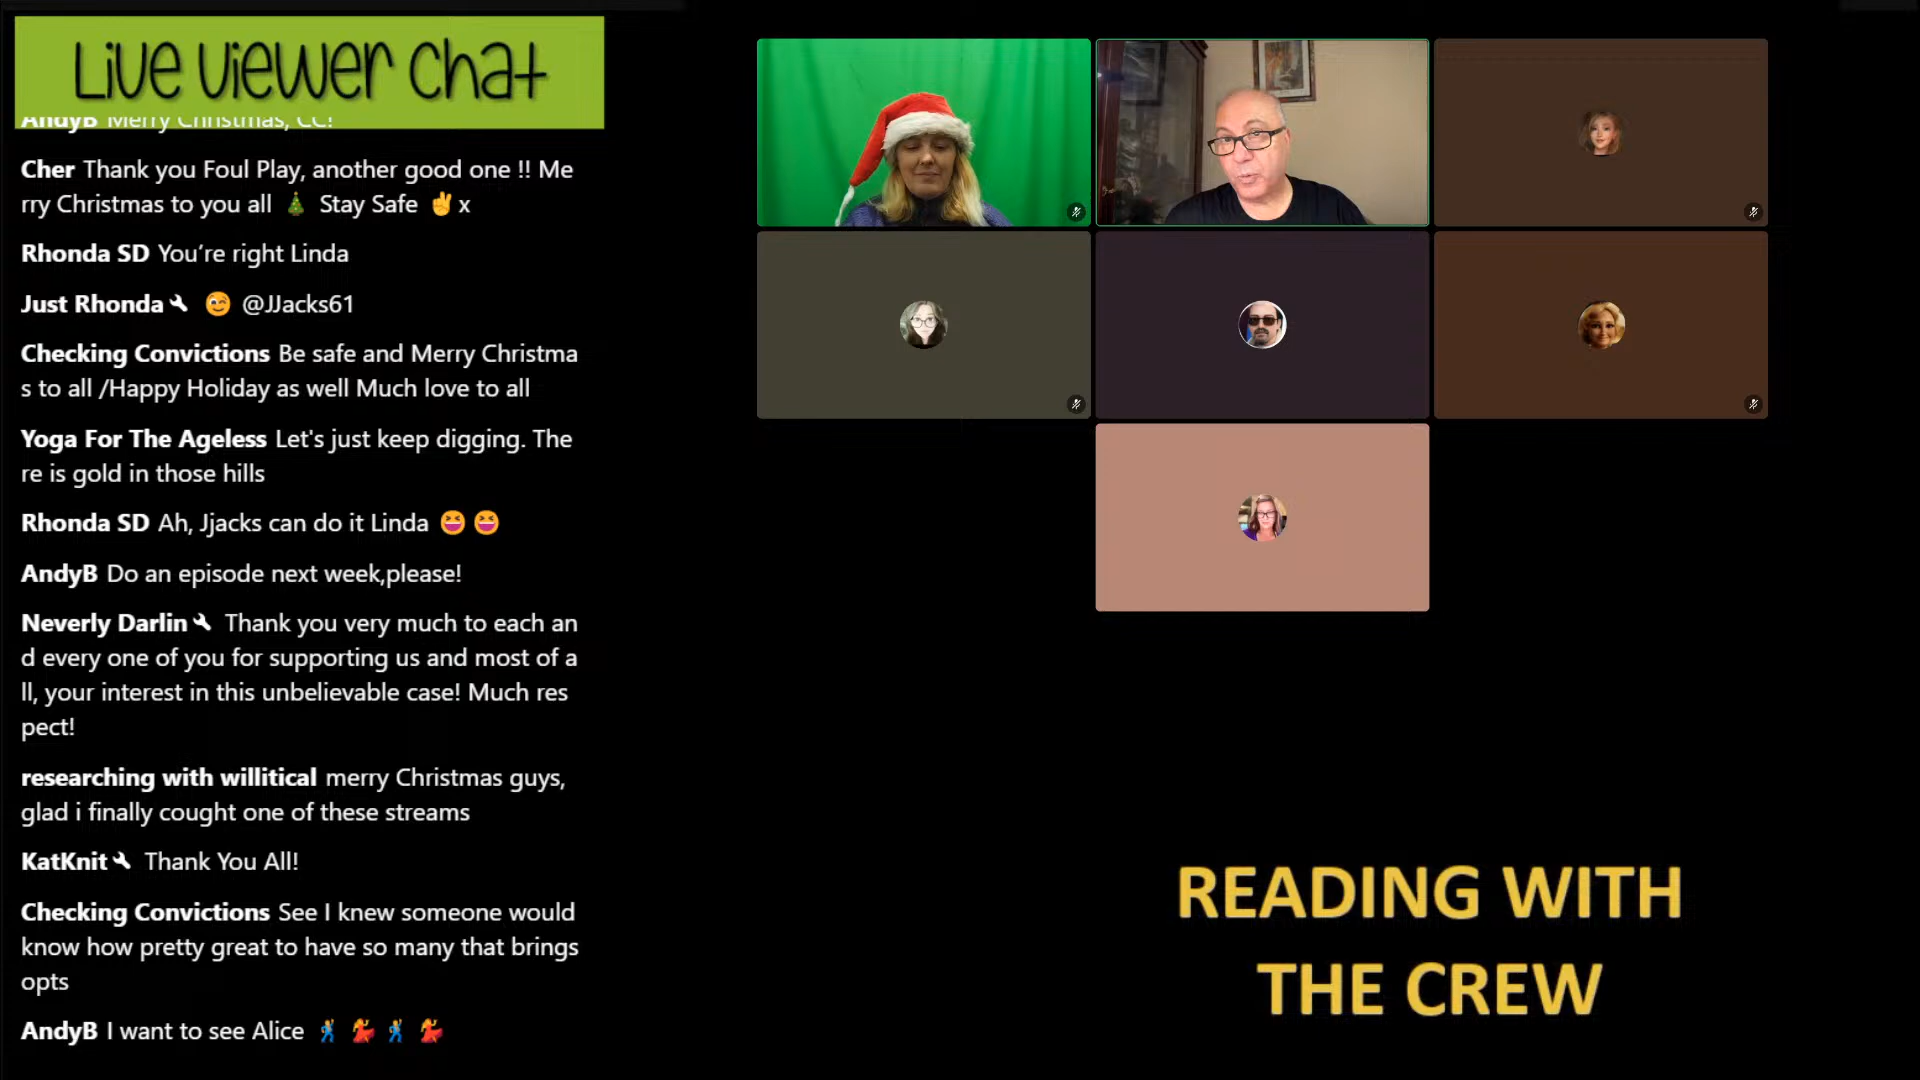 Live Viewer Chat
AndyB Merry Christmas, CC!
Cher Thank you Foul Play, another good one !! Me
rry Christmas to you all 🎄 Stay Safe ✌️x
Rhonda SD You’re right Linda
Just Rhonda 😊 @JJacks61
Checking Convictions Be safe and Merry Christma
s to all /Happy Holiday as well Much love to all
Yoga For The Ageless Let's just keep digging. The
re is gold in those hills
Rhonda SD Ah, Jjacks can do it Linda 😆 😆
AndyB Do an episode next week,please!
Neverly Darlin Thank you very much to each an
d every one of you for supporting us and most of a
ll, your interest in this unbelievable case! Much res
pect!
researching with willitical merry Christmas guys,
glad i finally cought one of these streams
KatKnit Thank You All!
Checking Convictions See I knew someone would
know how pretty great to have so many that brings
opts
AndyB I want to see Alice 🕺 💃 🕺 💃
READING WITH
THE CREW